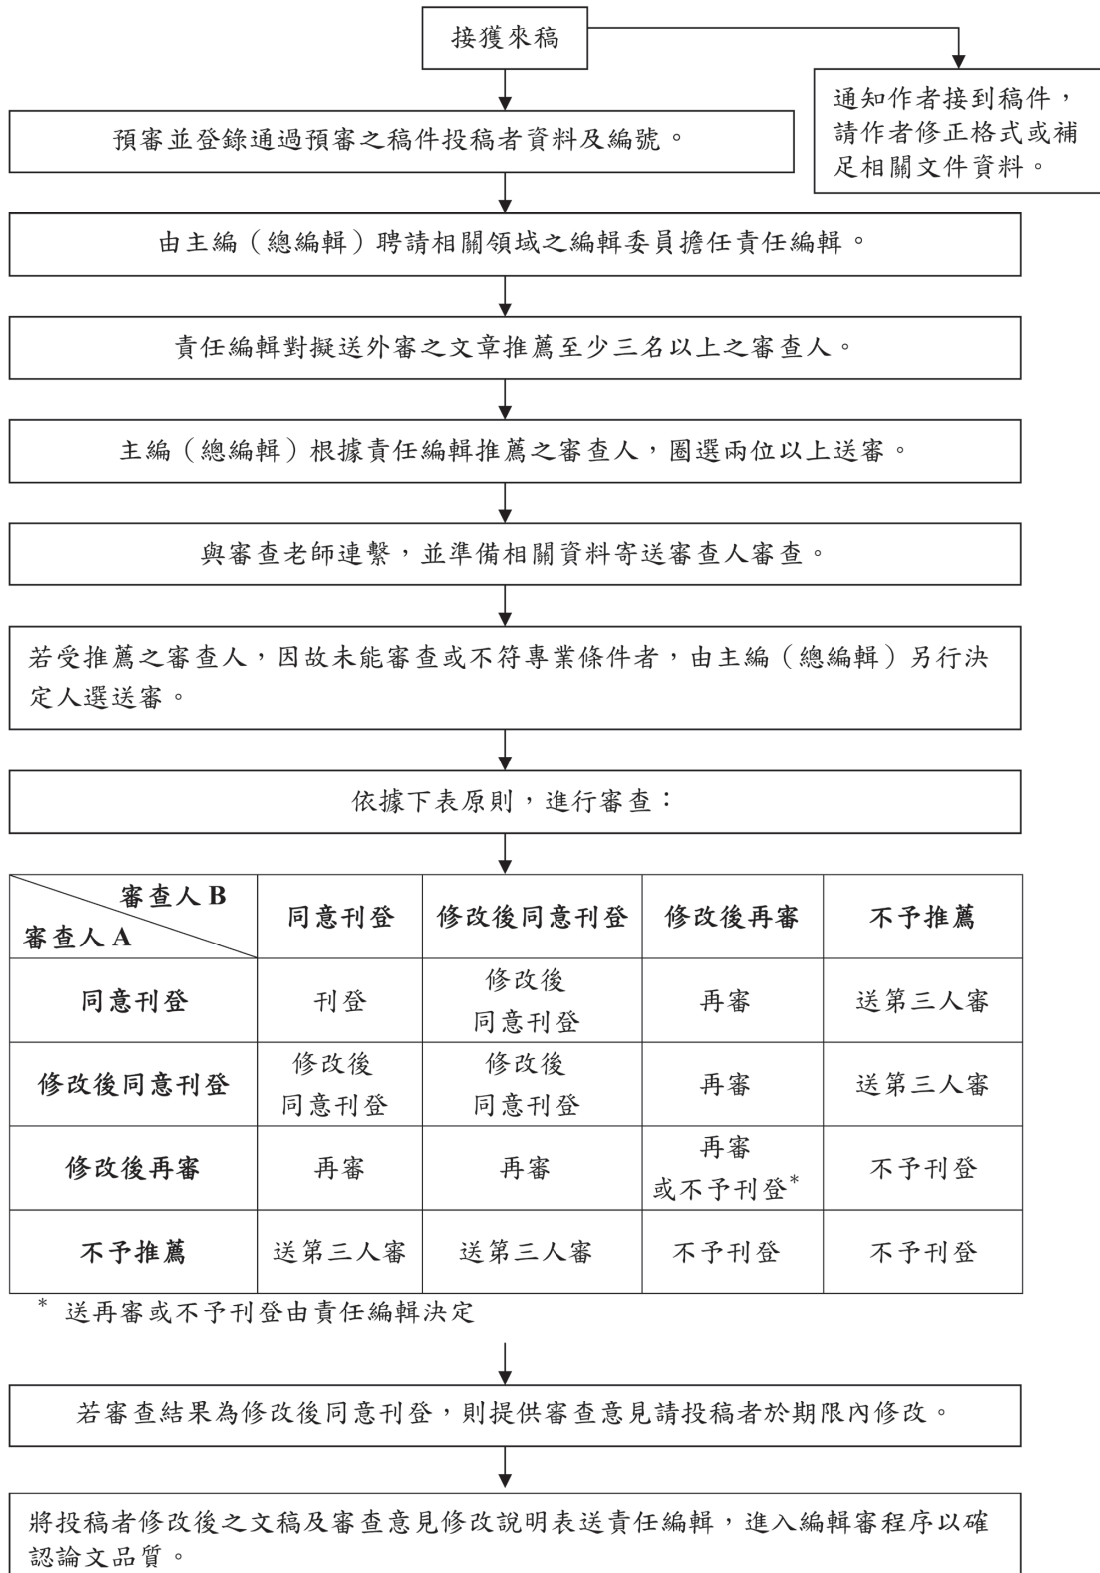 接獲來稿
通知作者接到稿件，
請作者修正格式或補
足相關文件資料。
預審並登錄通過預審之稿件投稿者資料及編號。
由主編（總編輯）聘請相關領域之編輯委員擔任責任編輯。
責任編輯對擬送外審之文章推薦至少三名以上之審查人。
主編（總編輯）根據責任編輯推薦之審查人，圈選兩位以上送審。
與審查老師連繫，並準備相關資料寄送審查人審查。
若受推薦之審查人，因故未能審查或不符專業條件者，由主編（總編輯）另行決
定人選送審。
依據下表原則，進行審查：
審查人 B
審查人 A
同意刊登
修改後同意刊登
修改後再審
不予推薦
同意刊登
刊登
修改後
同意刊登
再審
送第三人審
修改後同意刊登
修改後
同意刊登
修改後
同意刊登
再審
送第三人審
修改後再審
再審
再審
再審
或不予刊登*
不予刊登
不予推薦
送第三人審
送第三人審
不予刊登
不予刊登
* 送再審或不予刊登由責任編輯決定
若審查結果為修改後同意刊登，則提供審查意見請投稿者於期限內修改。
將投稿者修改後之文稿及審查意見修改說明表送責任編輯，進入編輯審程序以確
認論文品質。